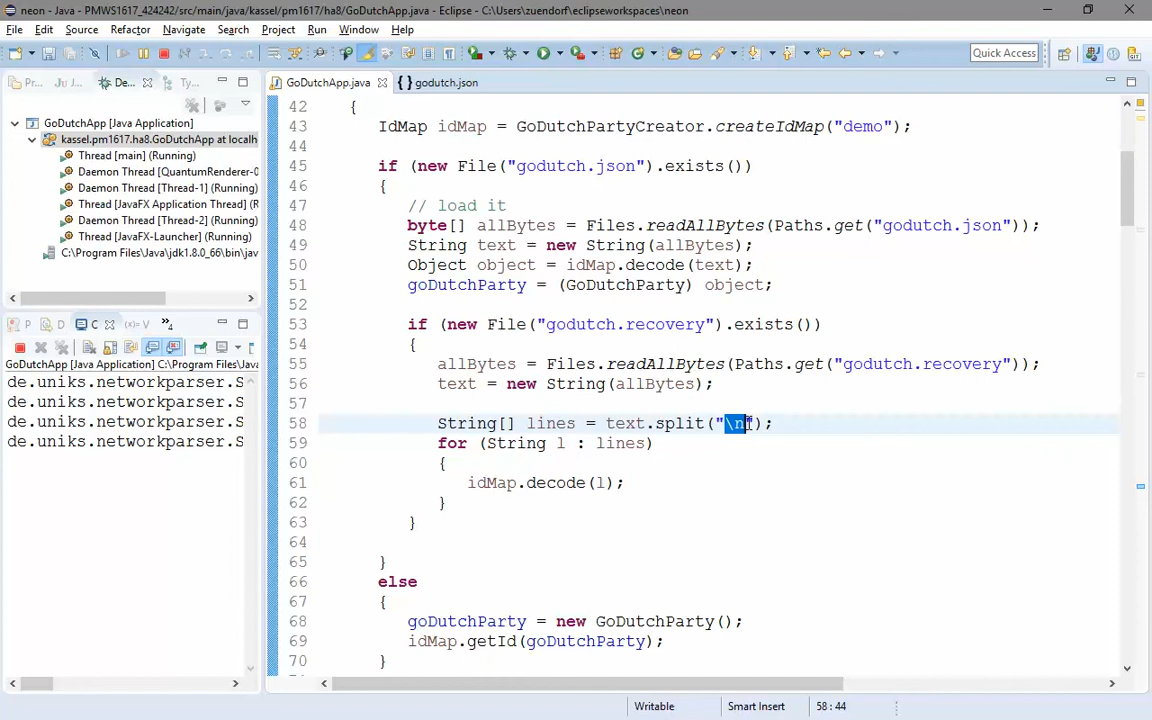 neon - Java - PMWS1617_424242/src/main/java/kassel/pm1617/ha8/GoDutchApp.java - Eclipse - C:\Users\zuendorf\eclipseworkspaces\neon
File Edit Source Refactor Navigate Search Project Run Window Help
Quick Access
Pr... Ju J... De... Ty...
GoDutchApp.java godutch.json
GoDutchApp [Java Application]
kassel.pm1617.ha8.GoDutchApp at localh
Thread [main] (Running)
Daemon Thread [QuantumRenderer-0
Daemon Thread [Thread-1] (Running)
Thread [JavaFX Application Thread] (
Daemon Thread [Thread-2] (Running)
Thread [JavaFX-Launcher] (Running)
C:\Program Files\Java\jdk1.8.0_66\bin\jav
P D C (x)= V »4
GoDutchApp [Java Application] C:\Program Files\Java
de.uniks.networkparser.S
de.uniks.networkparser.S
de.uniks.networkparser.S
de.uniks.networkparser.S
42 {
43 IdMap idMap = GoDutchPartyCreator.createIdMap("demo");
44
45 if (new File("godutch.json").exists())
46 {
47 // load it
48 byte[] allBytes = Files.readAllBytes(Paths.get("godutch.json"));
49 String text = new String(allBytes);
50 Object object = idMap.decode(text);
51 goDutchParty = (GoDutchParty) object;
52
53 if (new File("godutch.recovery").exists())
54 {
55 allBytes = Files.readAllBytes(Paths.get("godutch.recovery"));
56 text = new String(allBytes);
57
58 String[] lines = text.split("\n");
59 for (String l : lines)
60 {
61 idMap.decode(l);
62 }
63 }
64
65 }
66 else
67 {
68 goDutchParty = new GoDutchParty();
69 idMap.getId(goDutchParty);
70 }
Writable Smart Insert 58 : 44